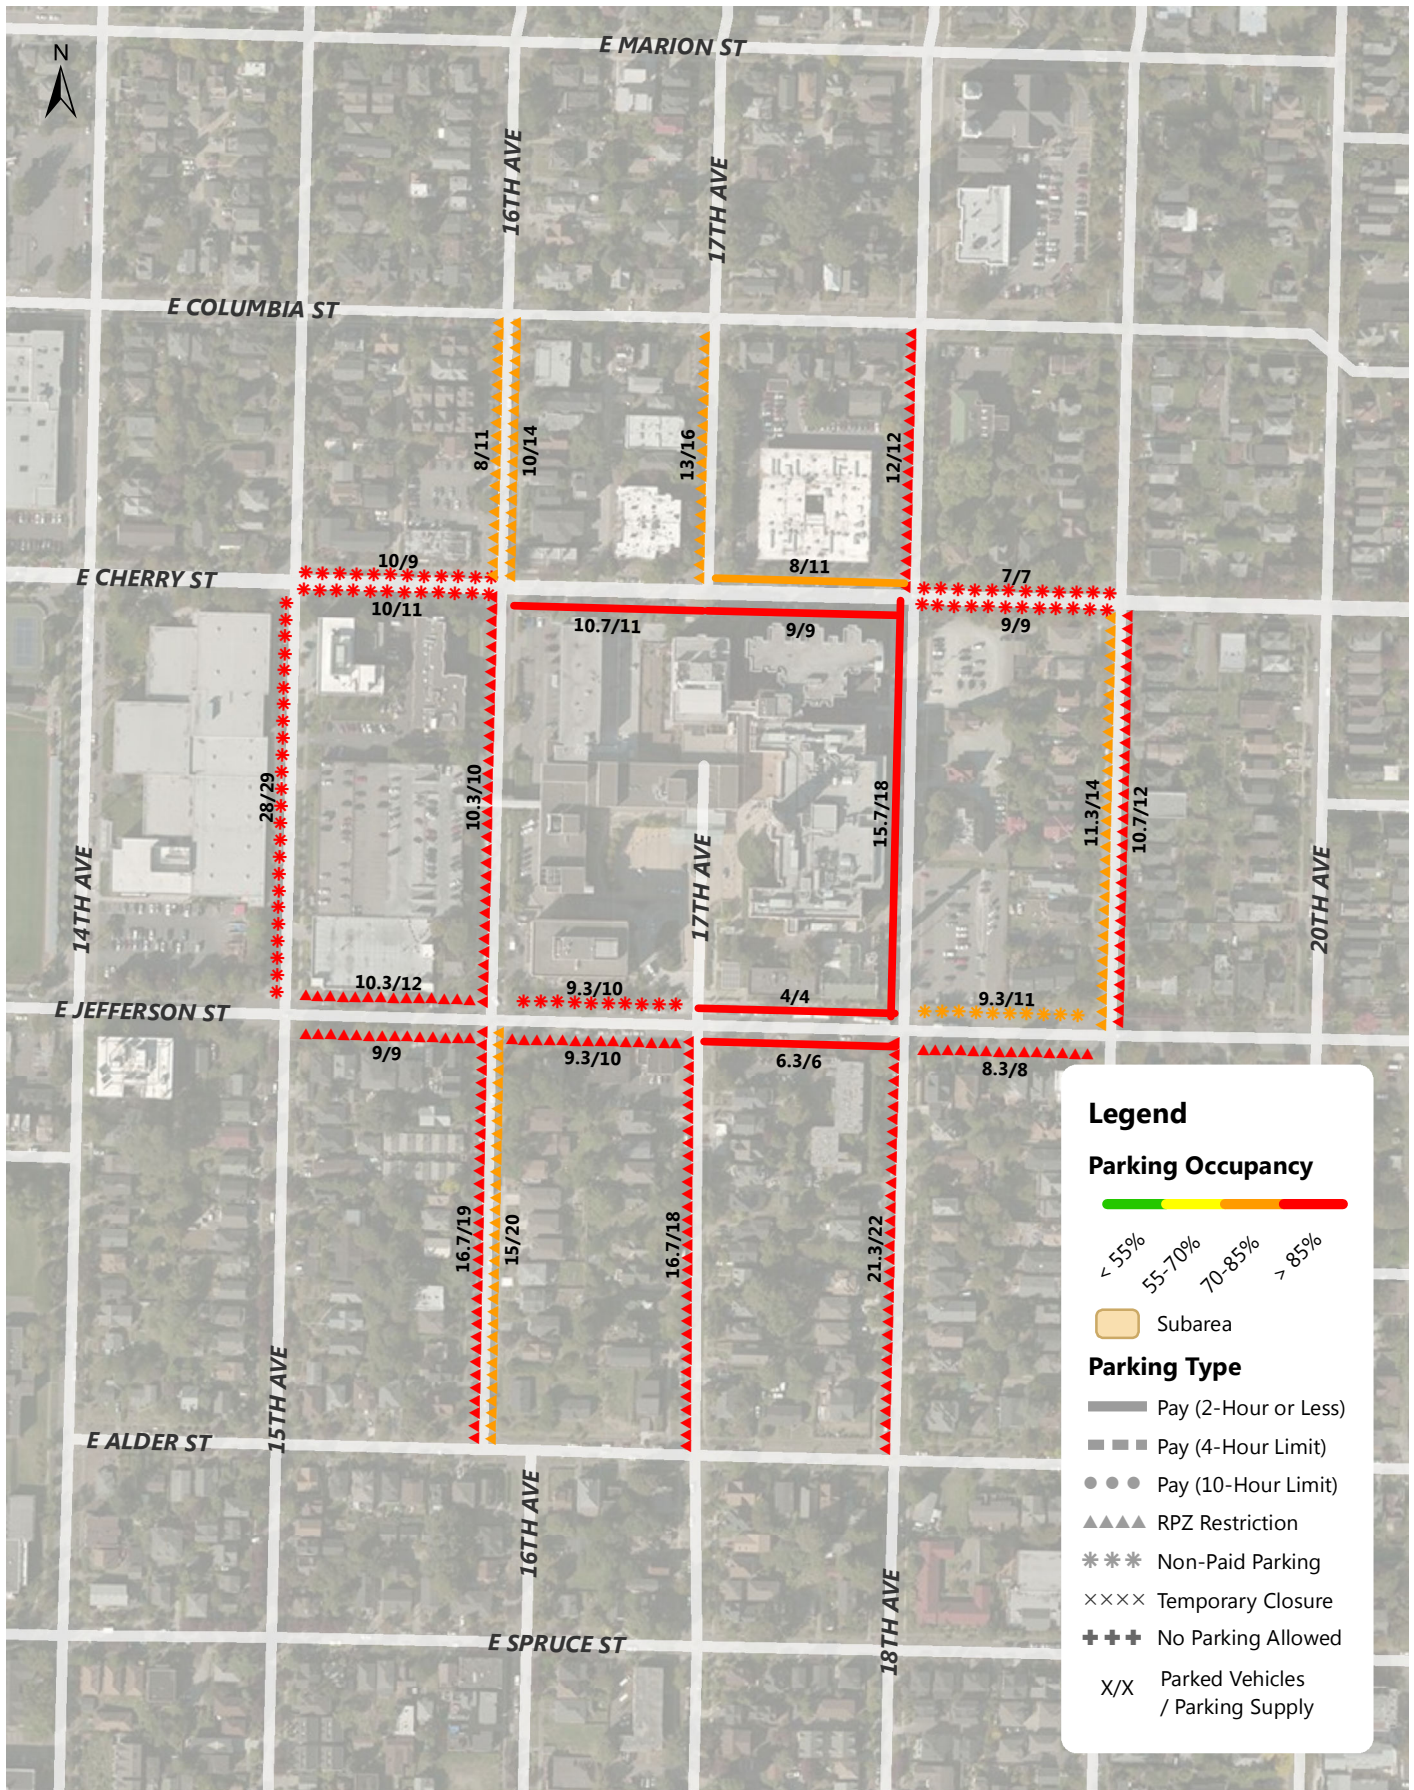 E MARION ST
N
16TH AVE
17TH AVE
E COLUMBIA ST
8/11
10/14
13/16
12/12
10/9
8/11
7/7
E CHERRY ST
10/11
10.7/11
9/9
9/9
28/29
10.3/10
15.7/18
11.3/14
10.7/12
14TH AVE
17TH AVE
20TH AVE
10.3/12
9.3/10
4/4
9.3/11
E JEFFERSON ST
9/9
9.3/10
6.3/6
8.3/8
16.7/19
15/20
16.7/18
21.3/22
15TH AVE
E ALDER ST
16TH AVE
18TH AVE
E SPRUCE ST
Legend
Parking Occupancy
< 55%
55-70%
70-85%
> 85%
Subarea
Parking Type
Pay (2-Hour or Less)
Pay (4-Hour Limit)
Pay (10-Hour Limit)
RPZ Restriction
Non-Paid Parking
Temporary Closure
No Parking Allowed
X/X Parked Vehicles
/ Parking Supply